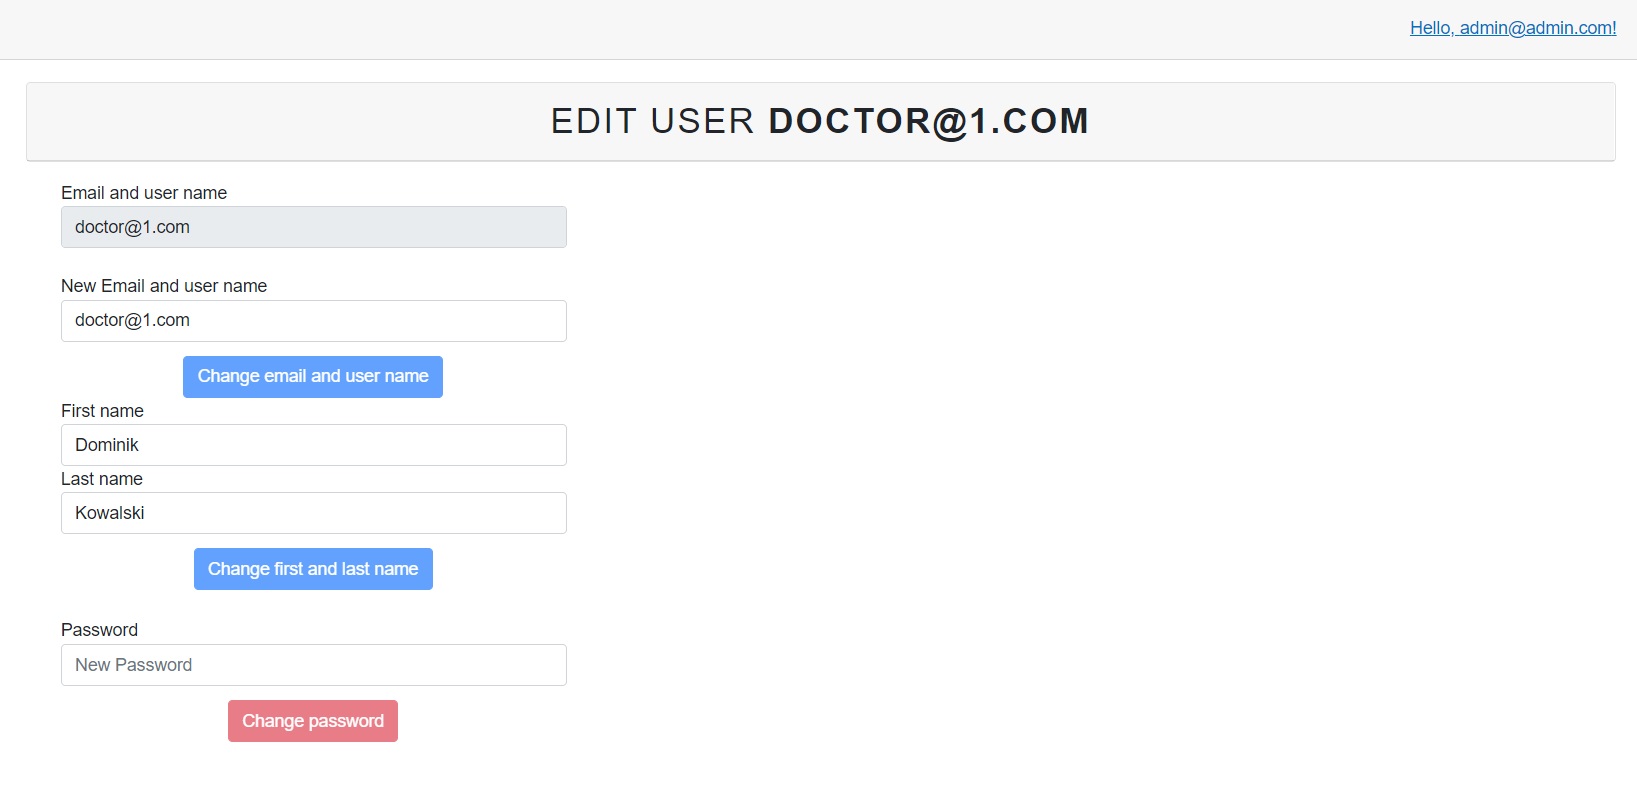 Hello, admin@admin.com!
EDIT USER DOCTOR@1.COM
Email and user name
doctor@1.com
New Email and user name
doctor@1.com
Change email and user name
First name
Dominik
Last name
Kowalski
Change first and last name
Password
New Password
Change password